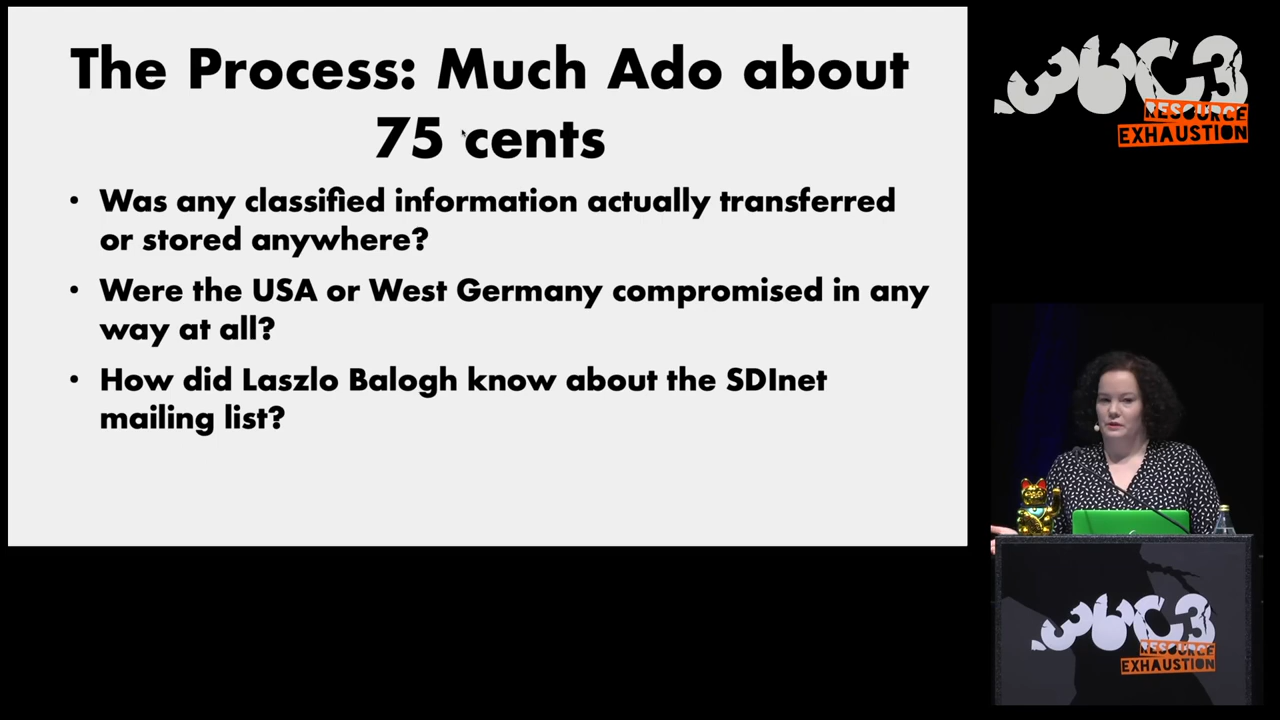 The Process: Much Ado about
75 cents
• Was any classified information actually transferred
or stored anywhere?
• Were the USA or West Germany compromised in any
way at all?
• How did Laszlo Balogh know about the SDInet
mailing list?
36C3
RESOURCE
EXHAUSTION
36C3
RESOURCE
EXHAUSTION